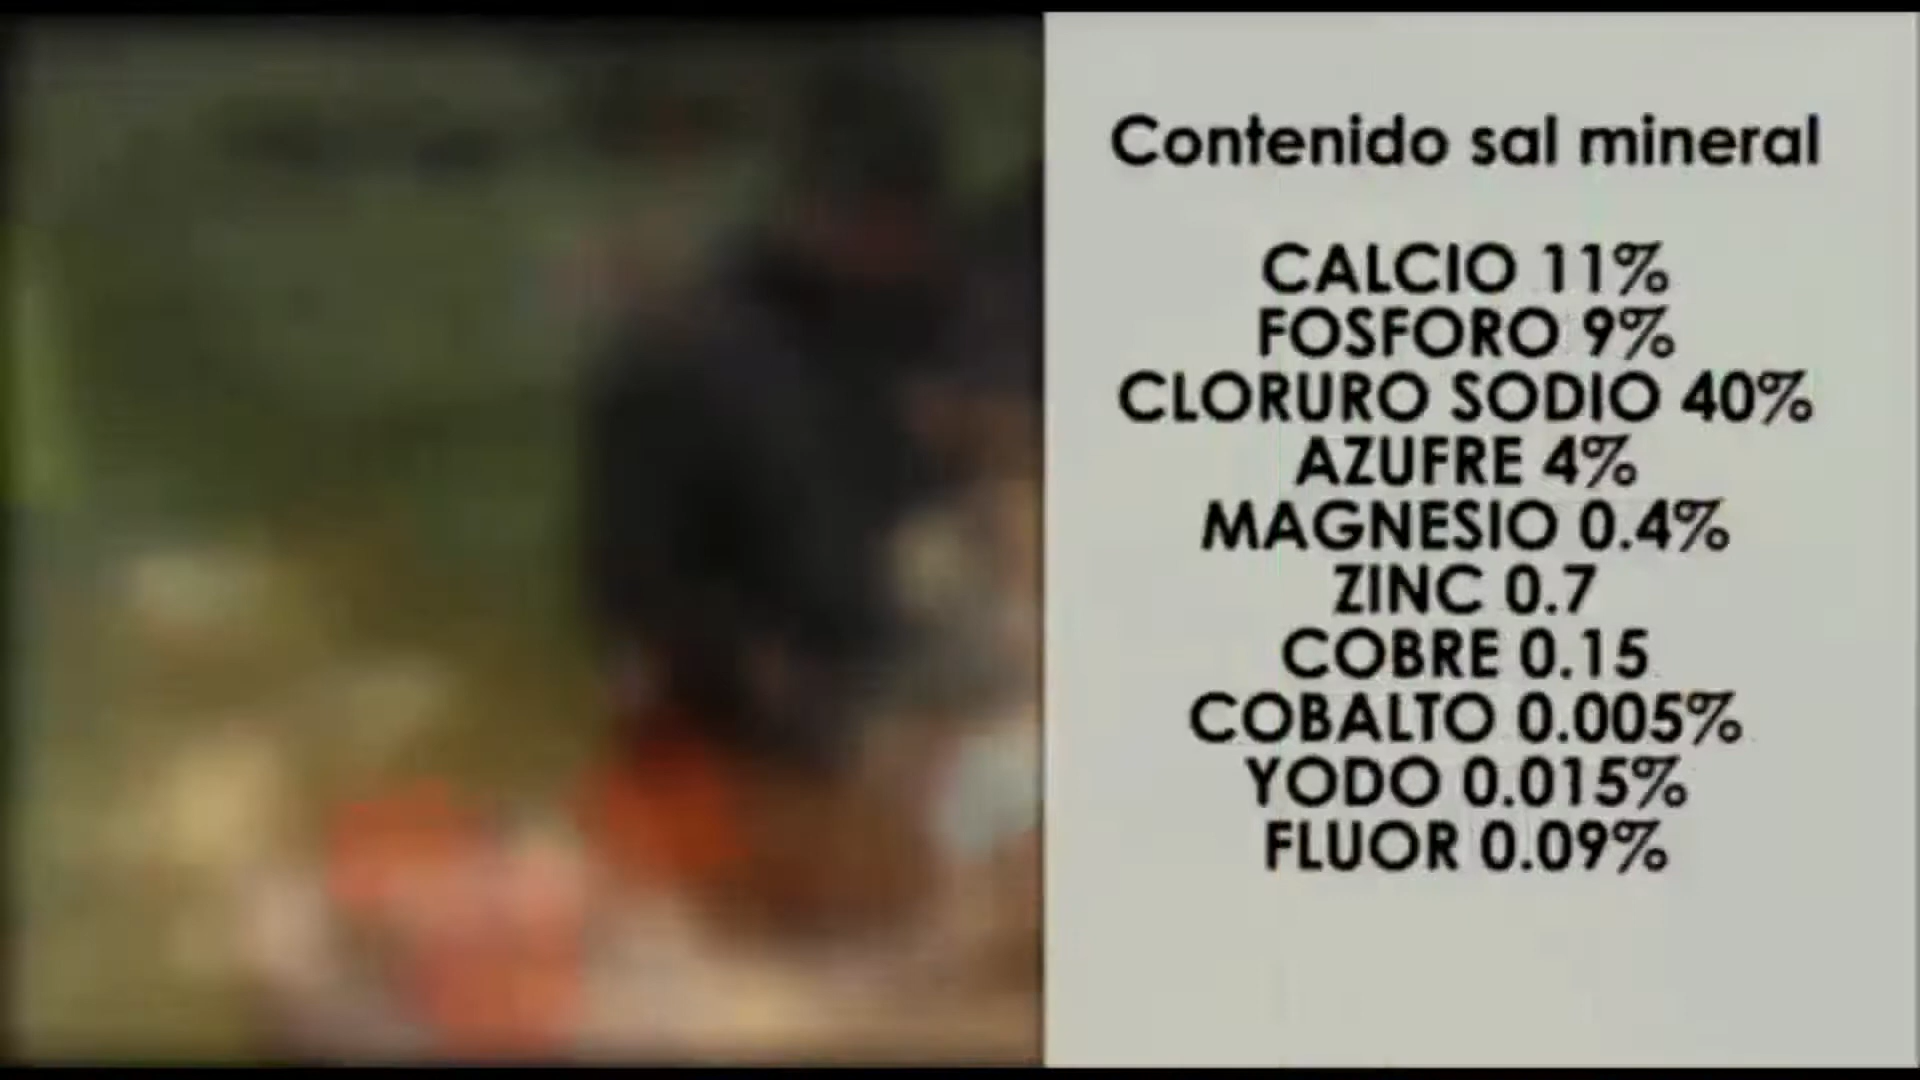 Contenido sal mineral
CALCIO 11%
FOSFORO 9%
CLORURO SODIO 40%
AZUFRE 4%
MAGNESIO 0.4%
ZINC 0.7
COBRE 0.15
COBALTO 0.005%
YODO 0.015%
FLUOR 0.09%